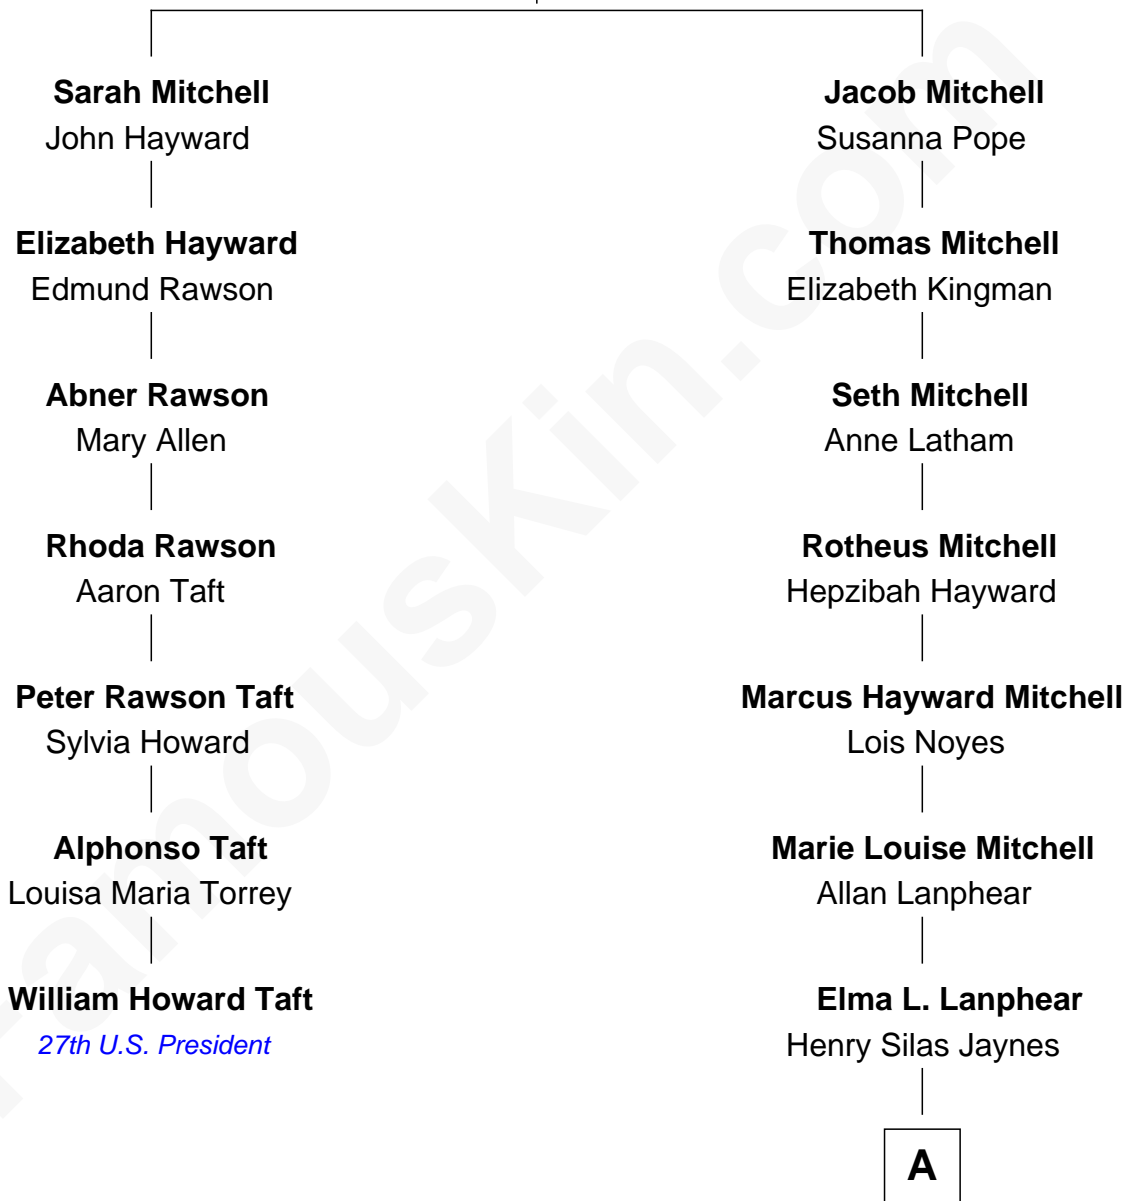 Sarah Mitchell
John Hayward
Jacob Mitchell
Susanna Pope
Elizabeth Hayward
Edmund Rawson
Thomas Mitchell
Elizabeth Kingman
Abner Rawson
Mary Allen
Seth Mitchell
Anne Latham
Rhoda Rawson
Aaron Taft
Rotheus Mitchell
Hepzibah Hayward
Peter Rawson Taft
Sylvia Howard
Marcus Hayward Mitchell
Lois Noyes
Alphonso Taft
Louisa Maria Torrey
Marie Louise Mitchell
Allan Lanphear
William Howard Taft
27th U.S. President
Elma L. Lanphear
Henry Silas Jaynes
A
FamousKin.com